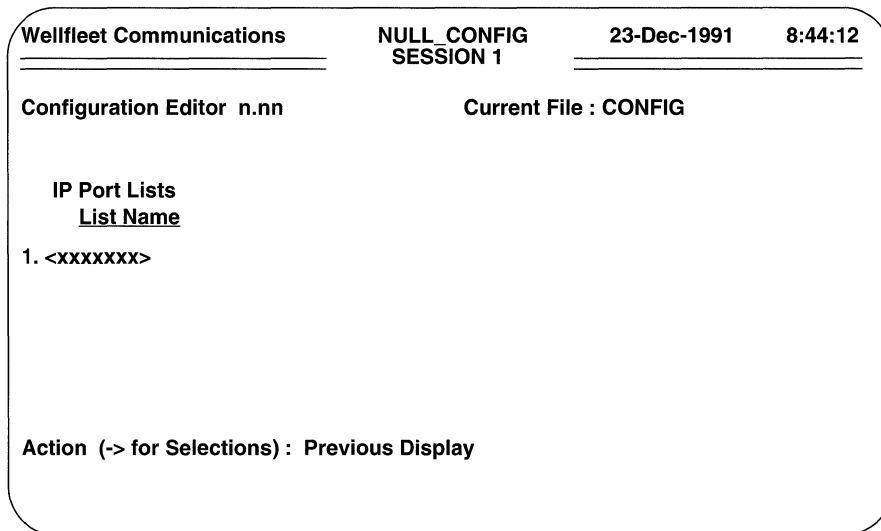 Wellfleet Communications NULL_CONFIG 23-Dec-1991 8:44:12
SESSION 1
Configuration Editor n.nn Current File : CONFIG
IP Port Lists
List Name
1. <xxxxxxx>
Action (-> for Selections) : Previous Display